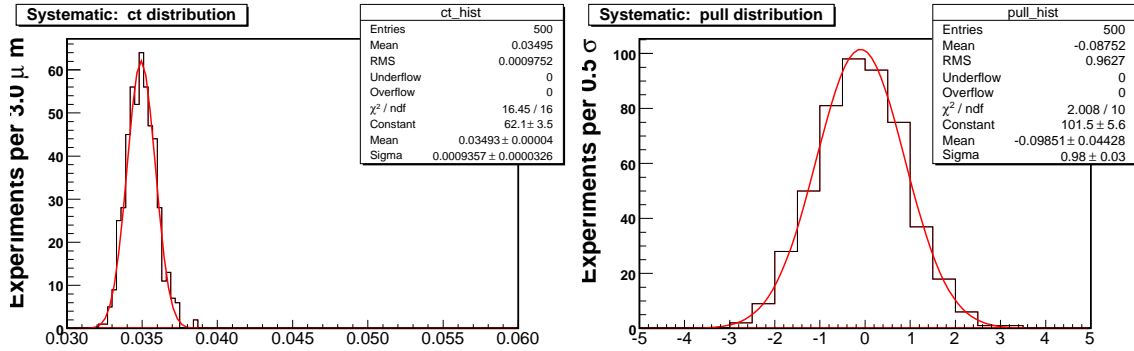 Systematic: ct distribution
ct_hist
Entries 500
Mean 0.03495
RMS 0.0009752
Underflow 0
Overflow 0
χ² / ndf 16.45 / 16
Constant 62.1 ± 3.5
Mean 0.03493 ± 0.00004
Sigma 0.0009357 ± 0.0000326
Experiments per 3.0 μ m
60
50
40
30
20
10
0
0.030 0.035 0.040 0.045 0.050 0.055 0.060
Systematic: pull distribution
pull_hist
Entries 500
Mean -0.08752
RMS 0.9627
Underflow 0
Overflow 0
χ² / ndf 2.008 / 10
Constant 101.5 ± 5.6
Mean -0.09851 ± 0.04428
Sigma 0.98 ± 0.03
Experiments per 0.5 σ
100
80
60
40
20
0
-5 -4 -3 -2 -1 0 1 2 3 4 5